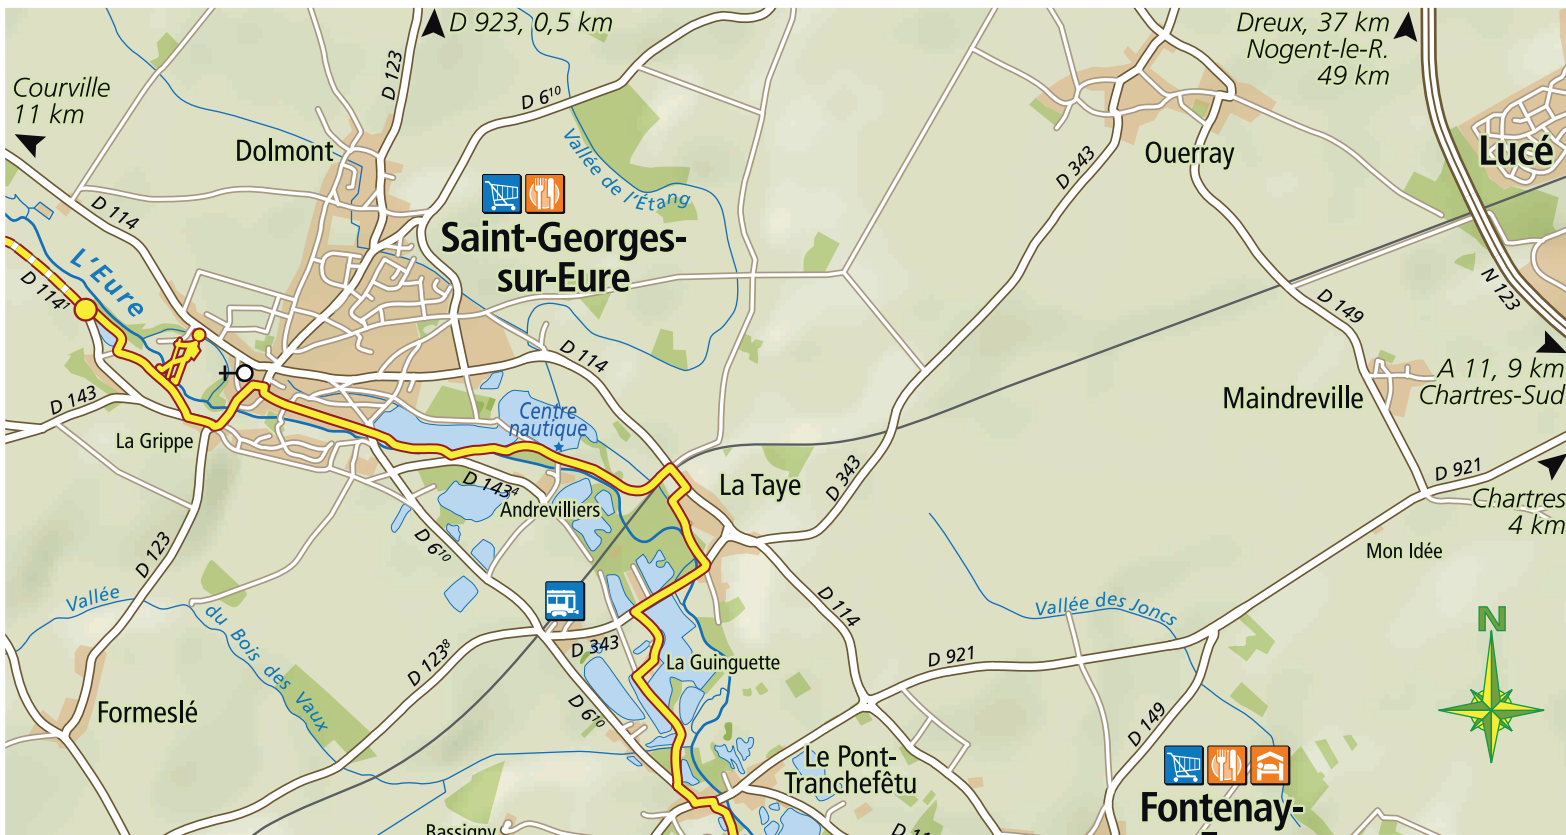 D 923, 0,5 km
Dreux, 37 km
Nogent-le-R.
49 km
Courville
11 km
D 123
D 6¹⁰
Dolmont
Vallée de l'Étang
D 343
Ouerray
Lucé
D 114
Saint-Georges-
sur-Eure
L'Eure
D 114¹
N 123
D 149
D 114
A 11, 9 km
Chartres-Sud
Maindreville
D 143
La Grippe
Centre
nautique
D 921
D 143⁴
La Taye
D 343
Andrevilliers
Chartres
4 km
D 123
D 6¹⁰
Mon Idée
Vallée
du Bois des Vaux
D 114
Vallée des Joncs
N
D 123⁸
D 343
La Guinguette
D 921
Formeslé
D 6¹⁰
D 149
Le Pont-
Tranchefêtu
Fontenay-
Bassigny
D 11